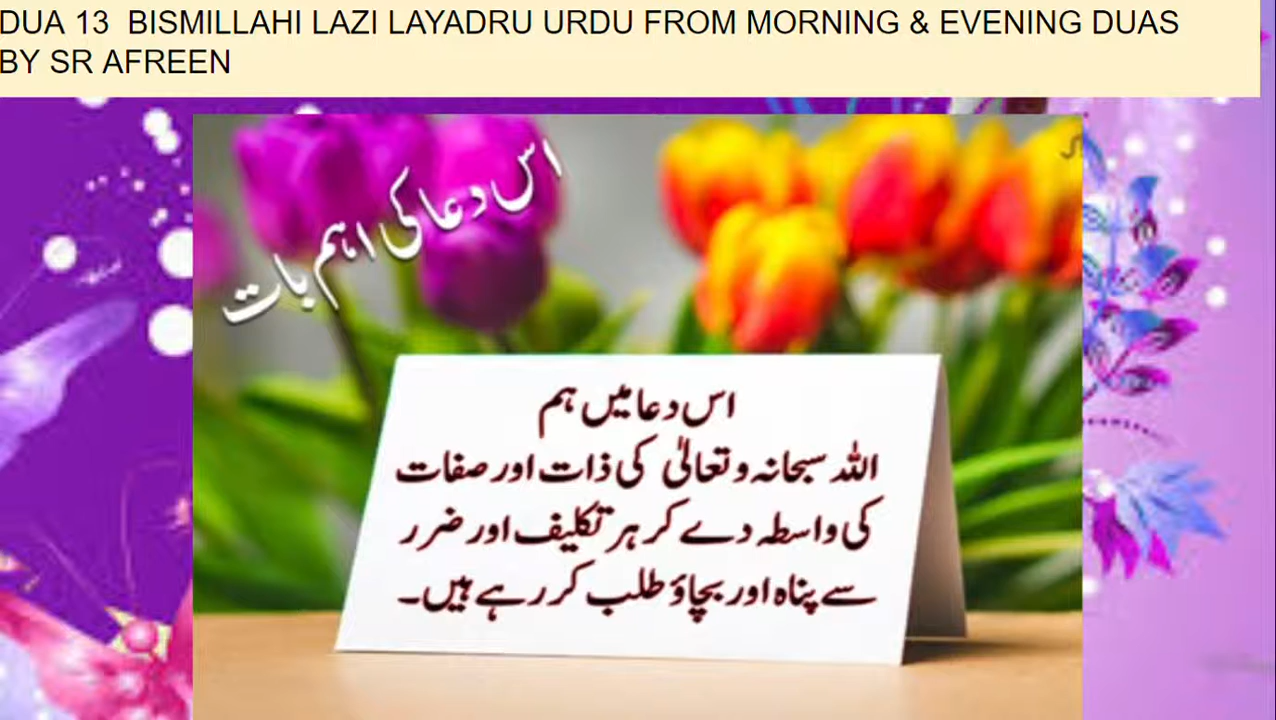 DUA 13 BISMILLAHI LAZI LAYADRU URDU FROM MORNING & EVENING DUAS
BY SR AFREEN
اس دعا کی اہم بات
اس دعا میں ہم
اللہ سبحانہ و تعالیٰ کی ذات اور صفات
کی واسطہ دے کر ہر تکلیف اور ضرر
سے پناہ اور بچاؤ طلب کر رہے ہیں۔